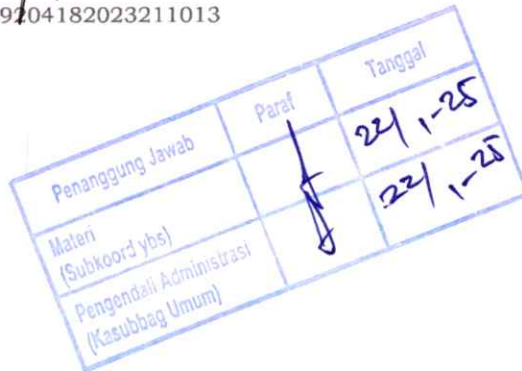 9204182023211013
Penanggung Jawab Paraf Tanggal
Materi
(Subkoord ybs) 22/1-25
Pengendali Administrasi
(Kasubbag Umum) 22/1-25